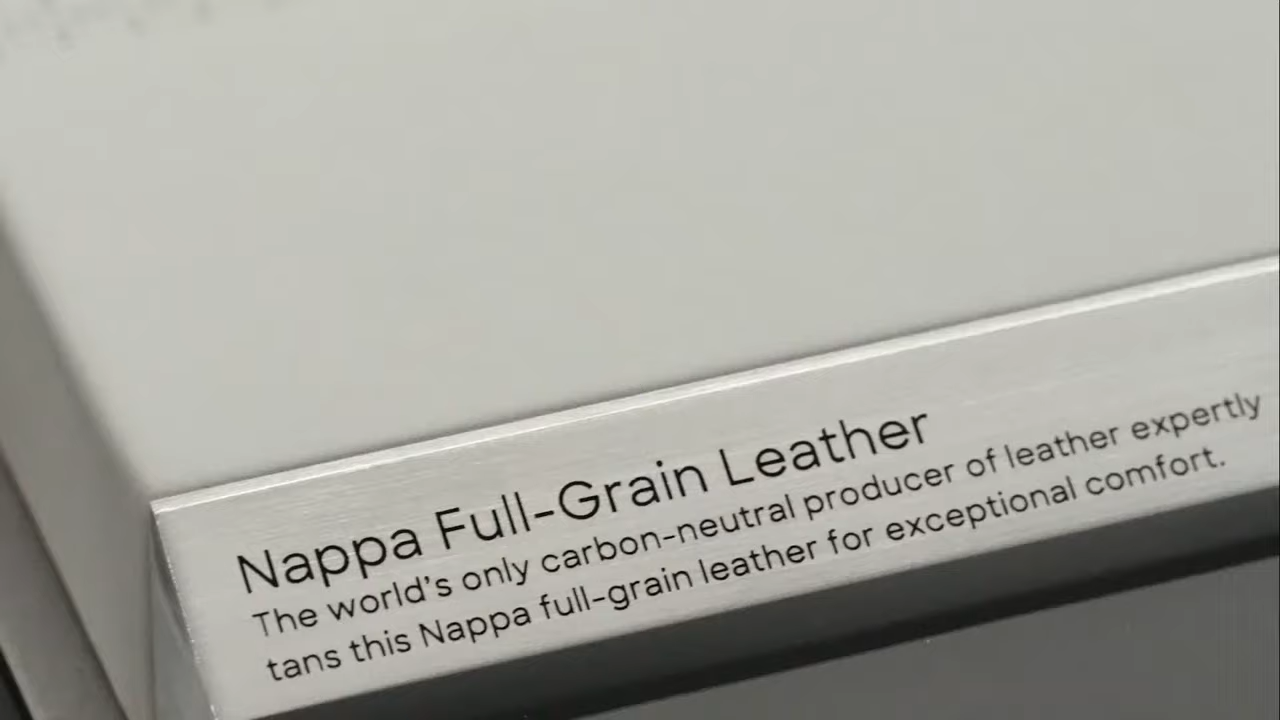 Nappa Full-Grain Leather
The world's only carbon-neutral producer of leather expertly
tans this Nappa full-grain leather for exceptional comfort.